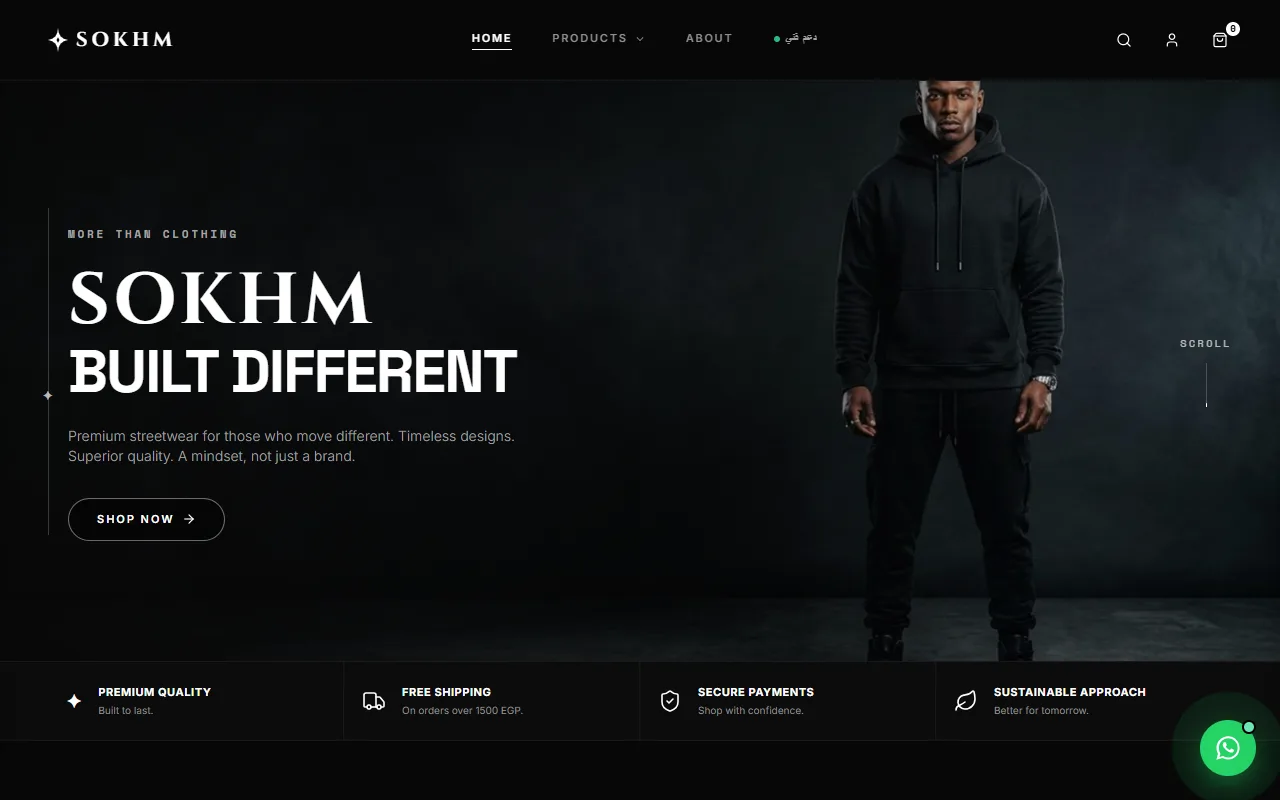 SOKHM
HOME
PRODUCTS
ABOUT
دعم فني
0
MORE THAN CLOTHING
SOKHM
BUILT DIFFERENT
Premium streetwear for those who move different. Timeless designs.
Superior quality. A mindset, not just a brand.
SHOP NOW
SCROLL
PREMIUM QUALITY
Built to last.
FREE SHIPPING
On orders over 1500 EGP.
SECURE PAYMENTS
Shop with confidence.
SUSTAINABLE APPROACH
Better for tomorrow.